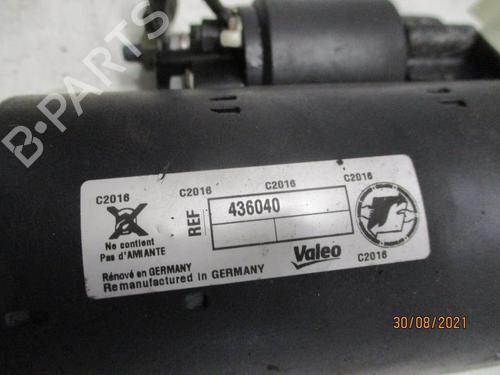 B-PARTS
C2016
C2016
C2016
C2016
REF
436040
Ne contient
Pas d'AMIANTE
Rénové en GERMANY
Remanufactured in GERMANY
Valeo
C2016
30/08/2021